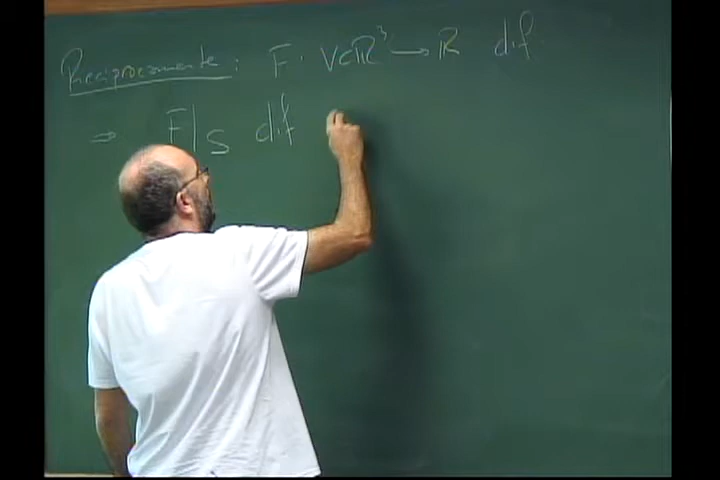 Reciprocamente: F: V⊂ℝ³ → ℝ dif
⇒ F|S dif